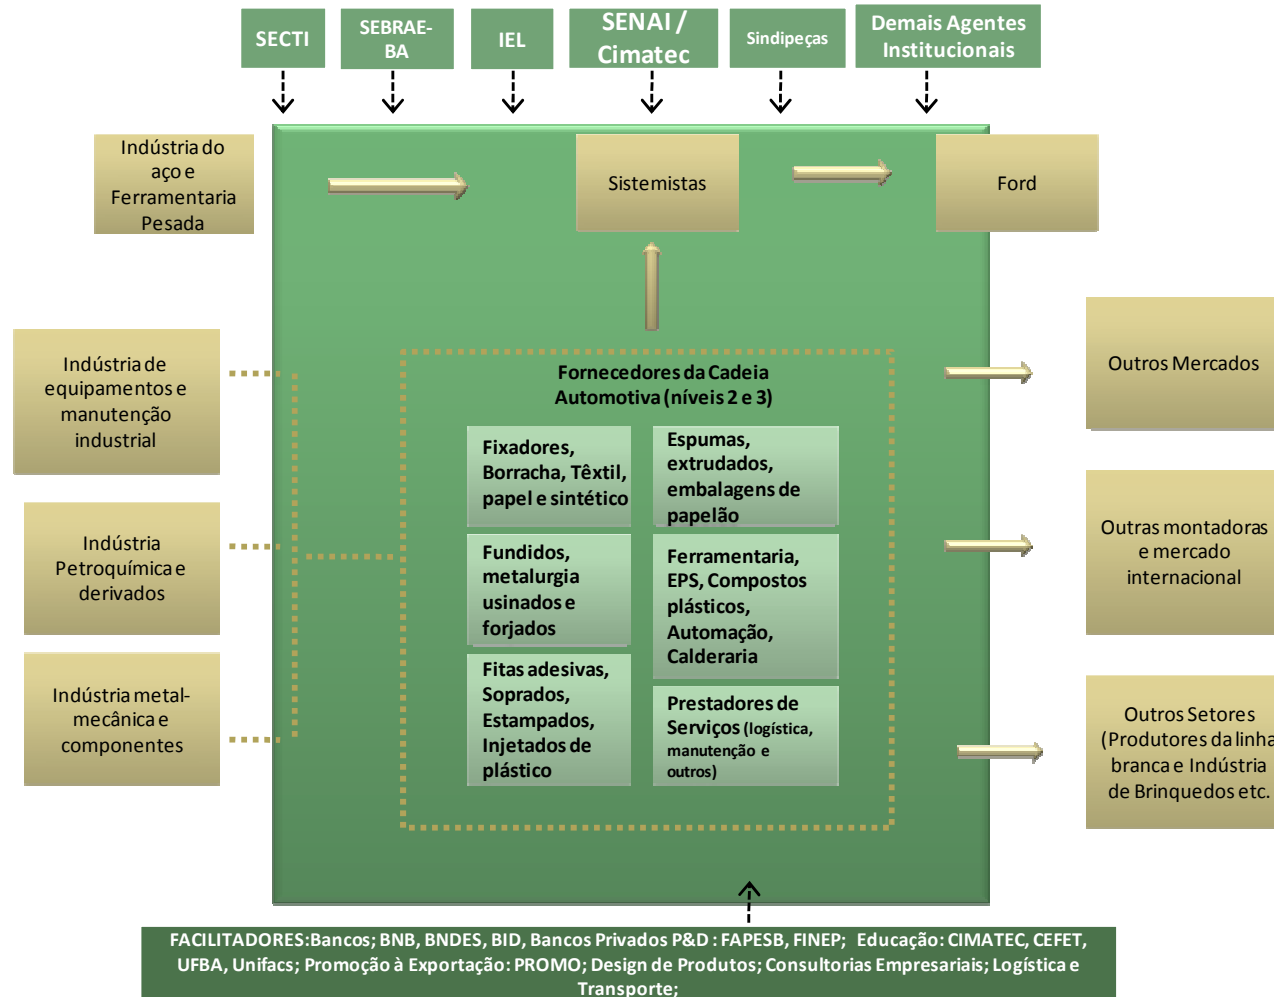 SECTI
SEBRAE-
BA
IEL
SENAI /
Cimatec
Sindipeças
Demais Agentes
Institucionais
Indústria do
aço e
Ferramentaria
Pesada
Sistemistas
Ford
Indústria de
equipamentos e
manutenção
industrial
Indústria
Petroquímica e
derivados
Indústria metal-
mecânica e
componentes
Fornecedores da Cadeia
Automotiva (níveis 2 e 3)
Fixadores,
Borracha, Têxtil,
papel e sintético
Espumas,
extrudados,
embalagens de
papelão
Fundidos,
metalurgia
usinados e
forjados
Ferramentaria,
EPS, Compostos
plásticos,
Automação,
Calderaria
Fitas adesivas,
Soprados,
Estampados,
Injetados de
plástico
Prestadores de
Serviços (logística,
manutenção e
outros)
Outros Mercados
Outras montadoras
e mercado
internacional
Outros Setores
(Produtores da linha
branca e Indústria
de Brinquedos etc.
FACILITADORES:Bancos; BNB, BNDES, BID, Bancos Privados P&D : FAPESB, FINEP; Educação: CIMATEC, CEFET,
UFBA, Unifacs; Promoção à Exportação: PROMO; Design de Produtos; Consultorias Empresariais; Logística e
Transporte;